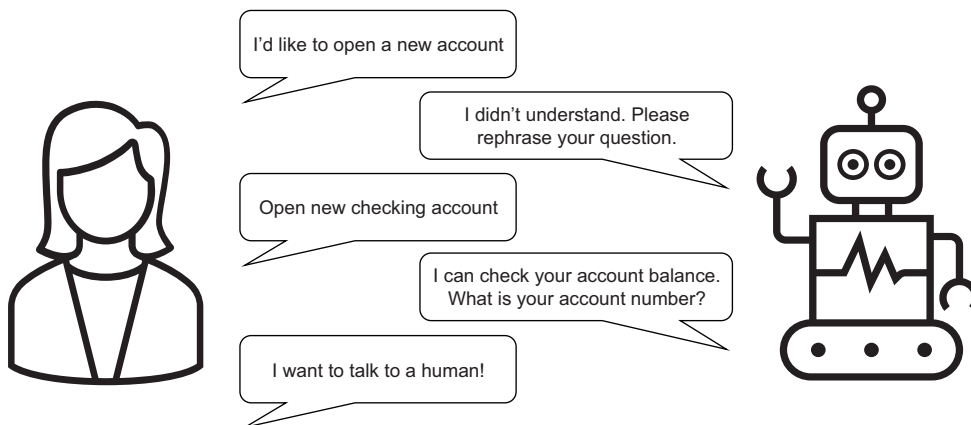 I’d like to open a new account
I didn’t understand. Please
rephrase your question.
Open new checking account
I can check your account balance.
What is your account number?
I want to talk to a human!